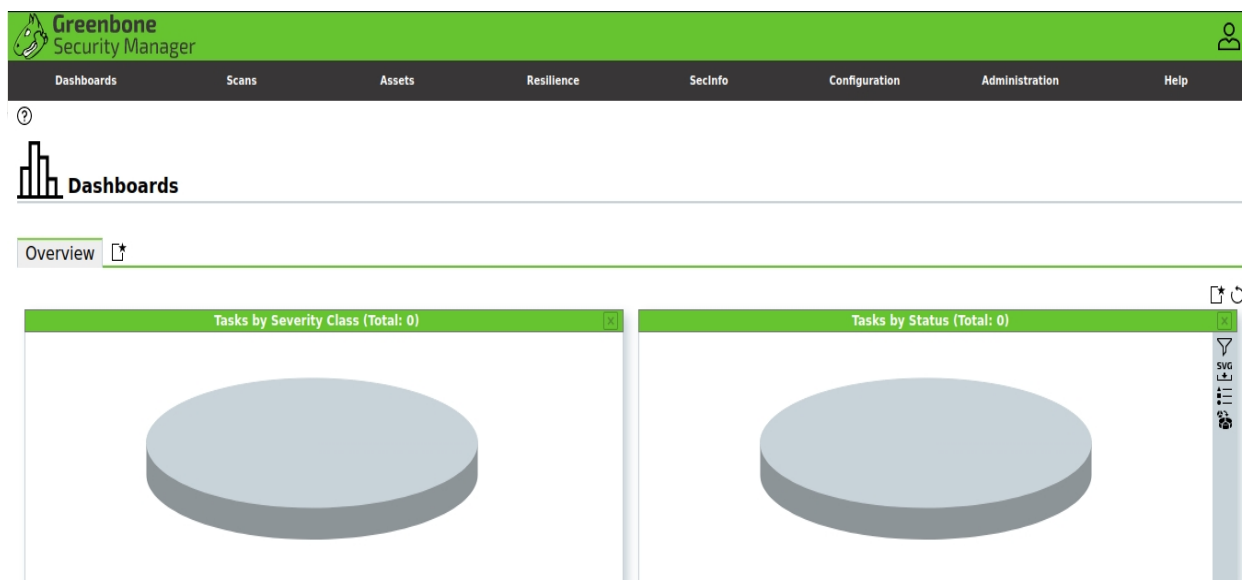 Greenbone
Security Manager
Dashboards Scans Assets Resilience SecInfo Configuration Administration Help
?
Dashboards
Overview
Tasks by Severity Class (Total: 0) X
Tasks by Status (Total: 0) X
SVG